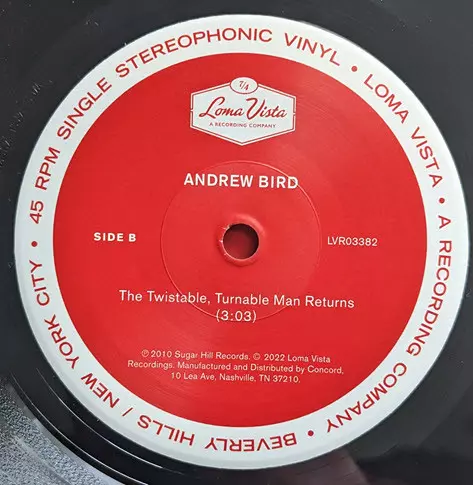 45 RPM SINGLE STEREOPHONIC VINYL • LOMA VISTA • A RECORDING COMPANY • BEVERLY HILLS / NEW YORK CITY •
7/4
Loma Vista
A RECORDING COMPANY
ANDREW BIRD
SIDE B
LVR03382
The Twistable, Turnable Man Returns
(3:03)
℗ 2010 Sugar Hill Records. © 2022 Loma Vista
Recordings. Manufactured and Distributed by Concord,
10 Lea Ave, Nashville, TN 37210.